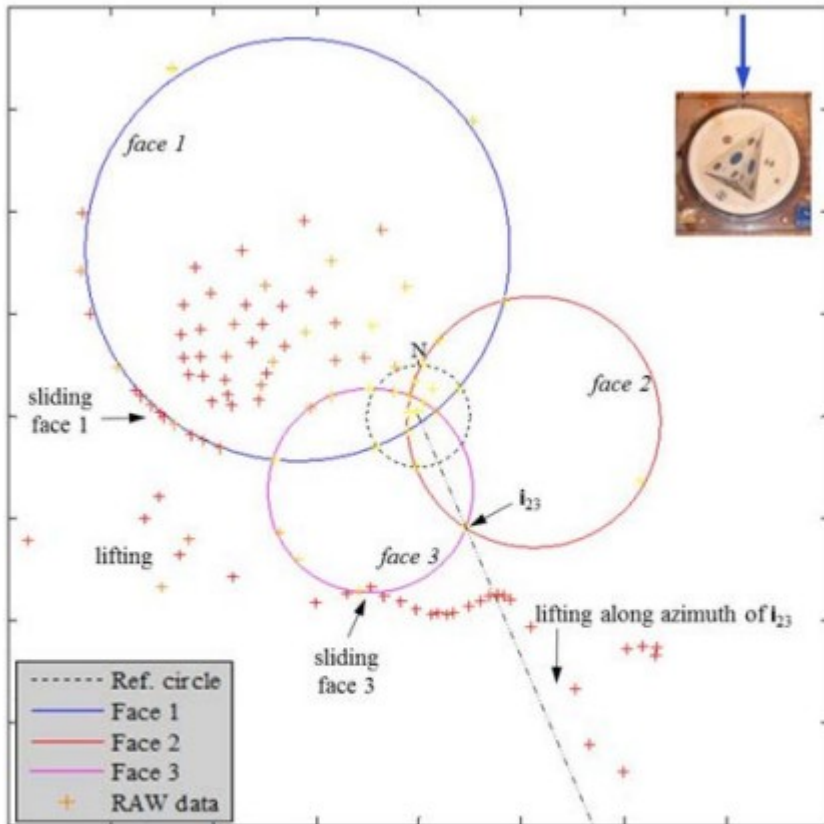 face 1
N
face 2
sliding
face 1
i23
lifting
face 3
lifting along azimuth of i23
sliding
face 3
Ref. circle
Face 1
Face 2
Face 3
RAW data